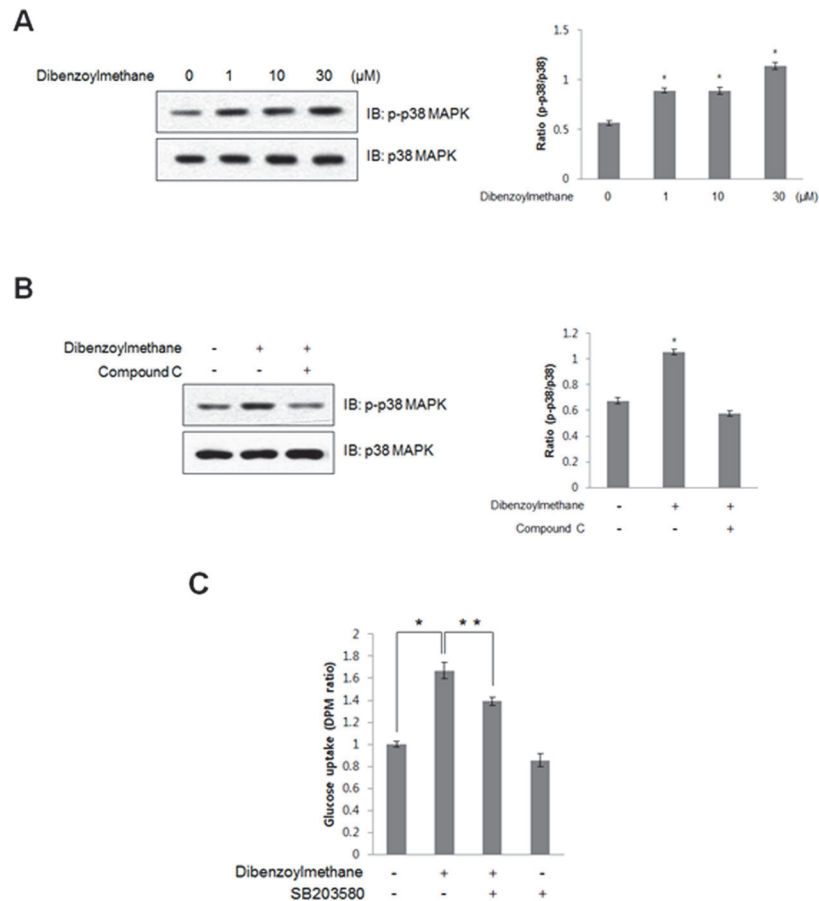 A
Dibenzoylmethane 0 1 10 30 (μM)
IB: p-p38 MAPK
IB: p38 MAPK
Ratio (p-p38/p38)
1.5
1
0.5
0
* * *
Dibenzoylmethane 0 1 10 30 (μM)
B
Dibenzoylmethane - + +
Compound C - - +
IB: p-p38 MAPK
IB: p38 MAPK
Ratio (p-p38/p38)
1.2
1
0.8
0.6
0.4
0.2
0
*
Dibenzoylmethane - + +
Compound C - - +
C
Glucose uptake (DPM ratio)
2
1.8
1.6
1.4
1.2
1
0.8
0.6
0.4
0.2
0
* **
Dibenzoylmethane - + + -
SB203580 - - + +